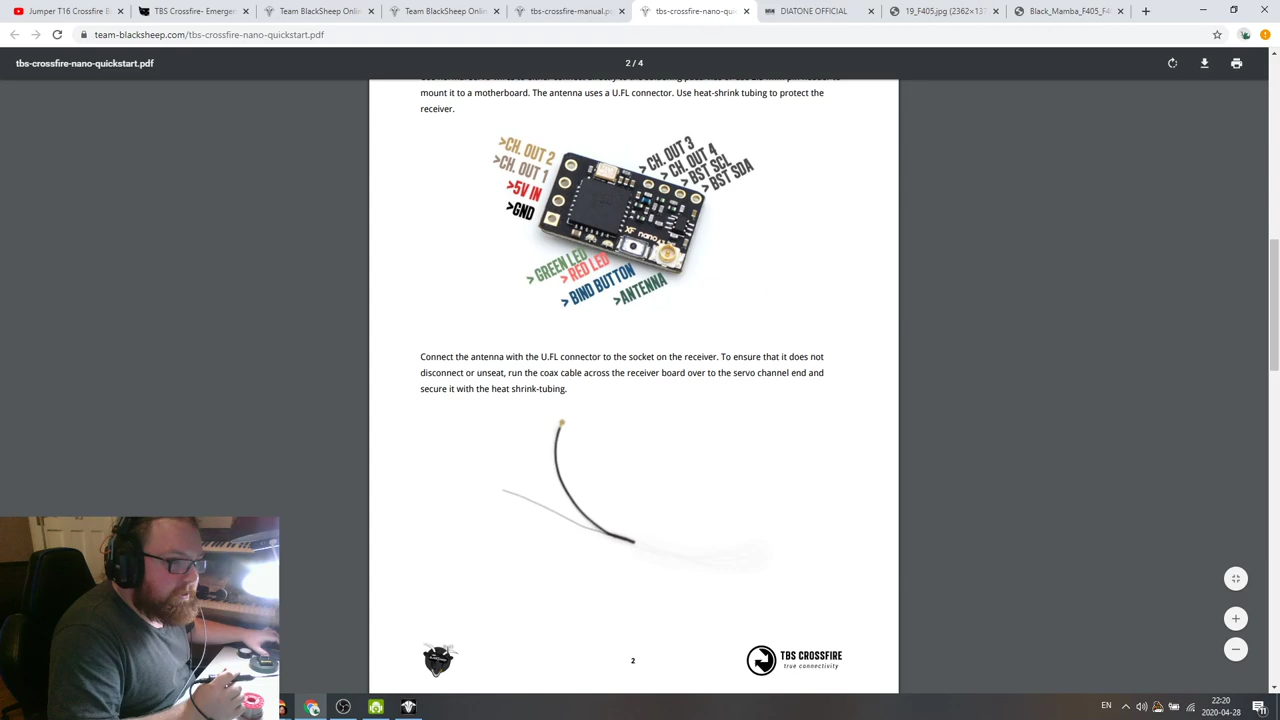 Jumper T16 Crossfire B
TBS Crossfire- Emergen
Team BlackSheep Onlin
Team BlackSheep Onlin
tbs-crossfire-manual.pd
tbs-crossfire-nano-quic
DIATONE OFFICIAL
19_F405.jpg (2362×137
Black_Mamba_F405_F4
team-blacksheep.com/tbs-crossfire-nano-quickstart.pdf
tbs-crossfire-nano-quickstart.pdf
2 / 4
mount it to a motherboard. The antenna uses a U.FL connector. Use heat-shrink tubing to protect the
receiver.
>CH. OUT 2
>CH. OUT 1
>5V IN
>GND
> CH. OUT 3
> CH. OUT 4
> BST SCL
> BST SDA
XF nano
> GREEN LED
> RED LED
> BIND BUTTON
>ANTENNA
Connect the antenna with the U.FL connector to the socket on the receiver. To ensure that it does not
disconnect or unseat, run the coax cable across the receiver board over to the servo channel end and
secure it with the heat shrink-tubing.
2
TBS CROSSFIRE
true connectivity
EN
22:20
2020-04-28